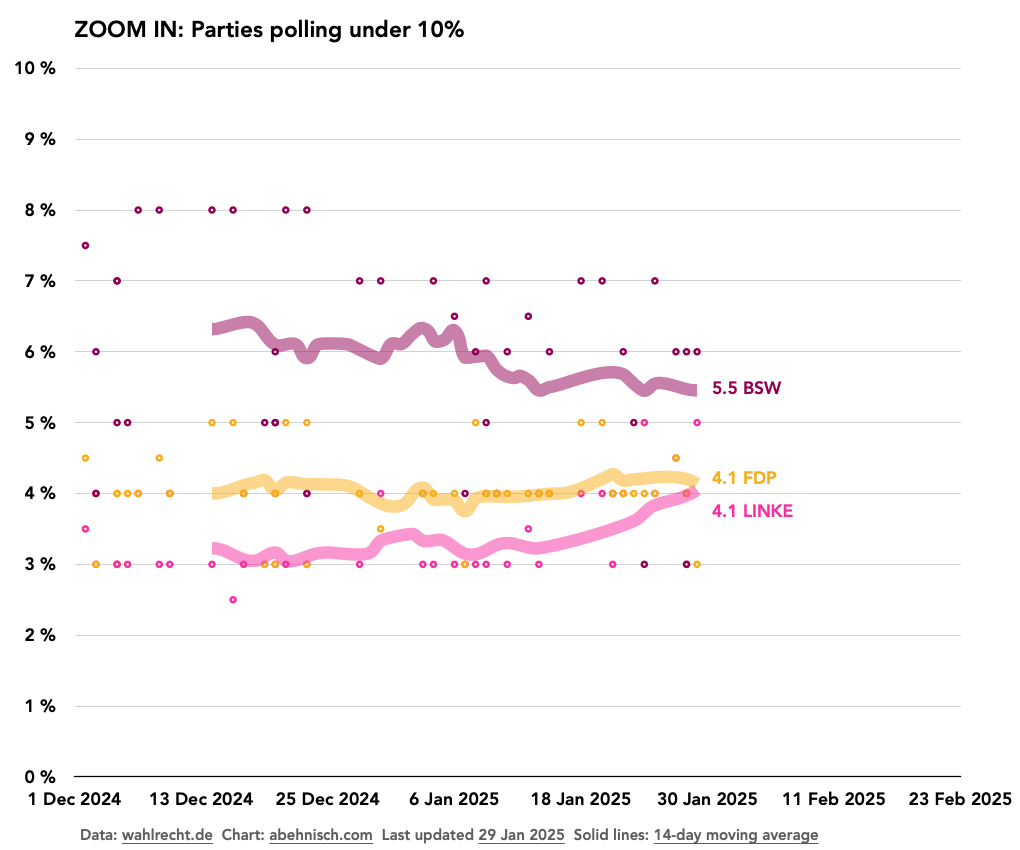 ZOOM IN: Parties polling under 10%
10 %
9 %
8 %
7 %
6 %
5.5 BSW
5 %
4.1 FDP
4 %
4.1 LINKE
3 %
2 %
1 %
0 %
1 Dec 2024 13 Dec 2024 25 Dec 2024 6 Jan 2025 18 Jan 2025 30 Jan 2025 11 Feb 2025 23 Feb 2025
Data: wahlrecht.de Chart: abehnisch.com Last updated 29 Jan 2025 Solid lines: 14-day moving average